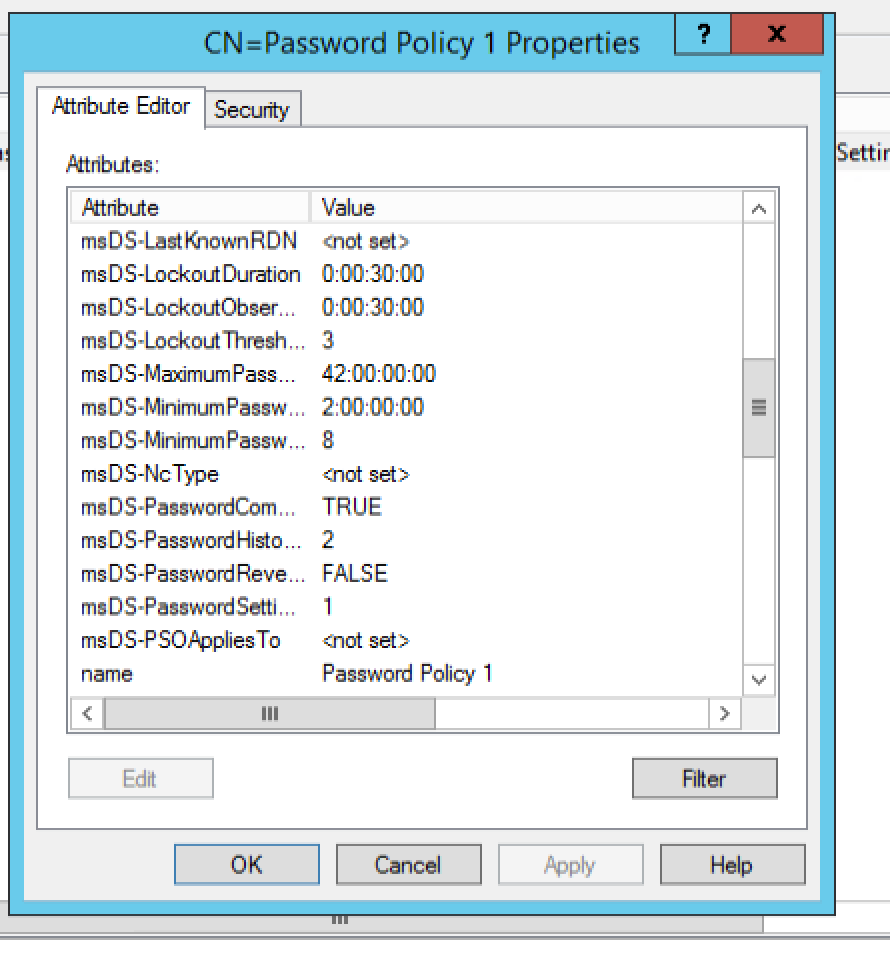 CN=Password Policy 1 Properties ? x
Attribute Editor Security
Settin
Attributes:
Attribute Value
msDS-LastKnownRDN <not set>
msDS-LockoutDuration 0:00:30:00
msDS-LockoutObser... 0:00:30:00
msDS-LockoutThresh... 3
msDS-MaximumPass... 42:00:00:00
msDS-MinimumPassw... 2:00:00:00
msDS-MinimumPassw... 8
msDS-NcType <not set>
msDS-PasswordCom... TRUE
msDS-PasswordHisto... 2
msDS-PasswordReve... FALSE
msDS-PasswordSetti... 1
msDS-PSOAppliesTo <not set>
name Password Policy 1
Edit Filter
OK Cancel Apply Help